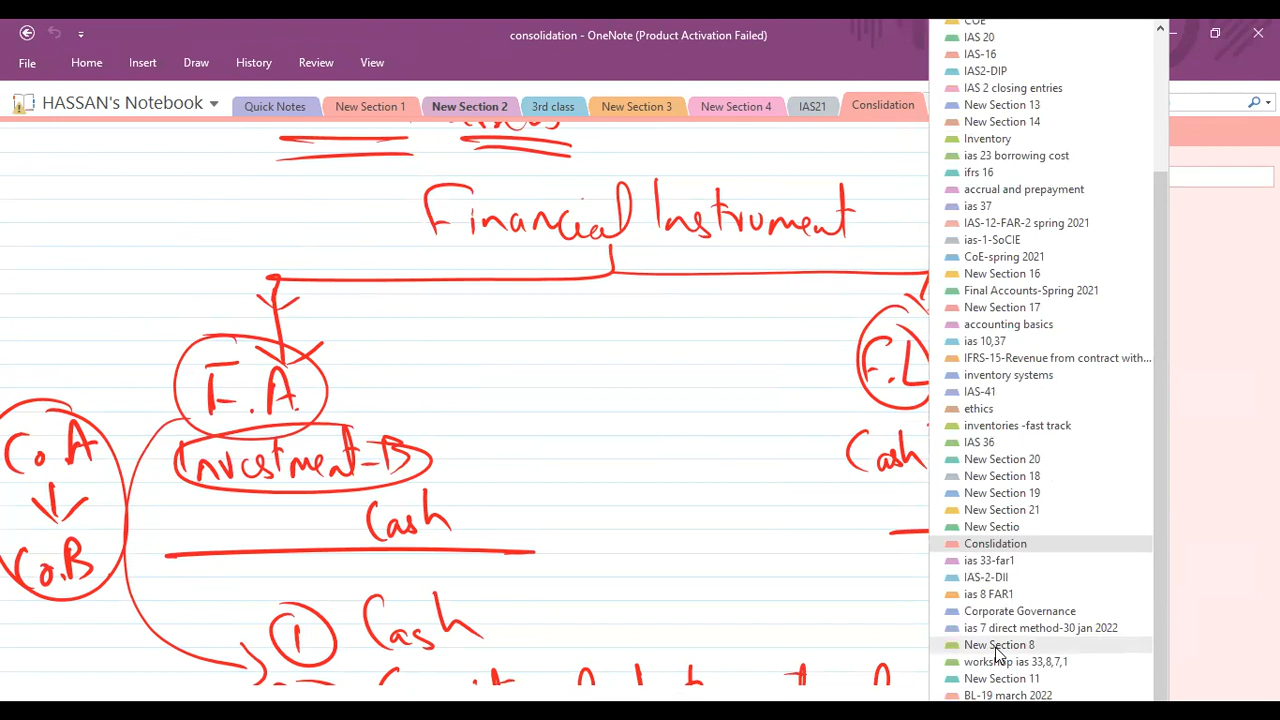 consolidation - OneNote (Product Activation Failed)
File Home Insert Draw History Review View
HASSAN's Notebook Quick Notes New Section 1 New Section 2 3rd class New Section 3 New Section 4 IAS21 Conslidation
Financial Instrument
F.A.
F.L
Investment-B
Cash
Cash
Co.A
Co.B
1 Cash
COE
IAS 20
IAS-16
IAS2-DIP
IAS 2 closing entries
New Section 13
New Section 14
Inventory
ias 23 borrowing cost
ifrs 16
accrual and prepayment
ias 37
IAS-12-FAR-2 spring 2021
ias-1-SoCIE
CoE-spring 2021
New Section 16
Final Accounts-Spring 2021
New Section 17
accounting basics
ias 10,37
IFRS-15-Revenue from contract with...
inventory systems
IAS-41
ethics
inventories -fast track
IAS 36
New Section 20
New Section 18
New Section 19
New Section 21
New Sectio
Conslidation
ias 33-far1
IAS-2-DII
ias 8 FAR1
Corporate Governance
ias 7 direct method-30 jan 2022
New Section 8
workshop ias 33,8,7,1
New Section 11
BL-19 march 2022